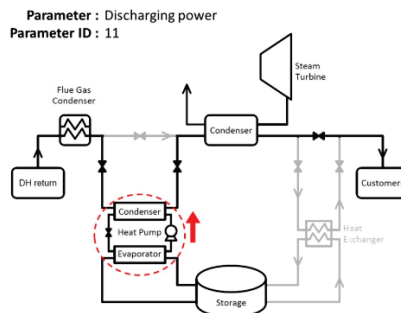 Parameter : Discharging power
Parameter ID : 11
Steam
Turbine
Flue Gas
Condenser
Condenser
DH return
Customers
Condenser
Heat Pump
Evaporator
Heat
Exchanger
Storage